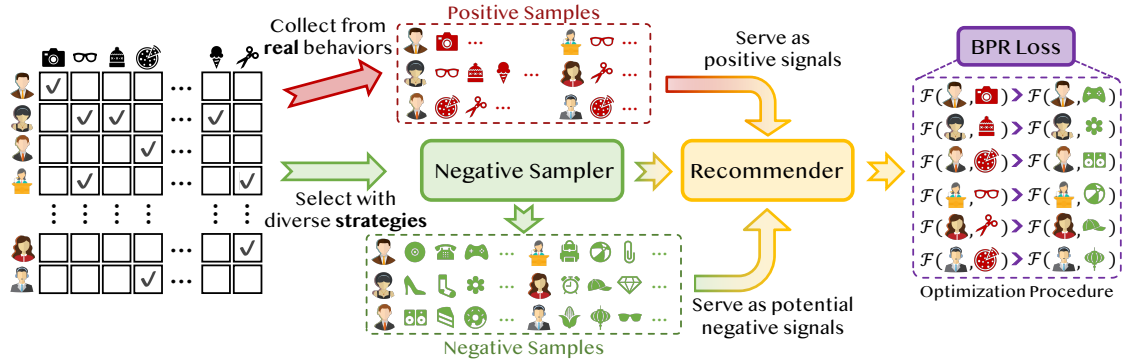 Collect from
real behaviors
Positive Samples
Serve as
positive signals
BPR Loss
...
...
...
...
...
...
...
...
...
...
...
...
...
...
Negative Sampler
Recommender
Select with
diverse strategies
...
...
...
...
...
...
Negative Samples
Serve as potential
negative signals
ℱ( , ) > ℱ( , )
ℱ( , ) > ℱ( , )
ℱ( , ) > ℱ( , )
ℱ( , ) > ℱ( , )
ℱ( , ) > ℱ( , )
ℱ( , ) > ℱ( , )
Optimization Procedure